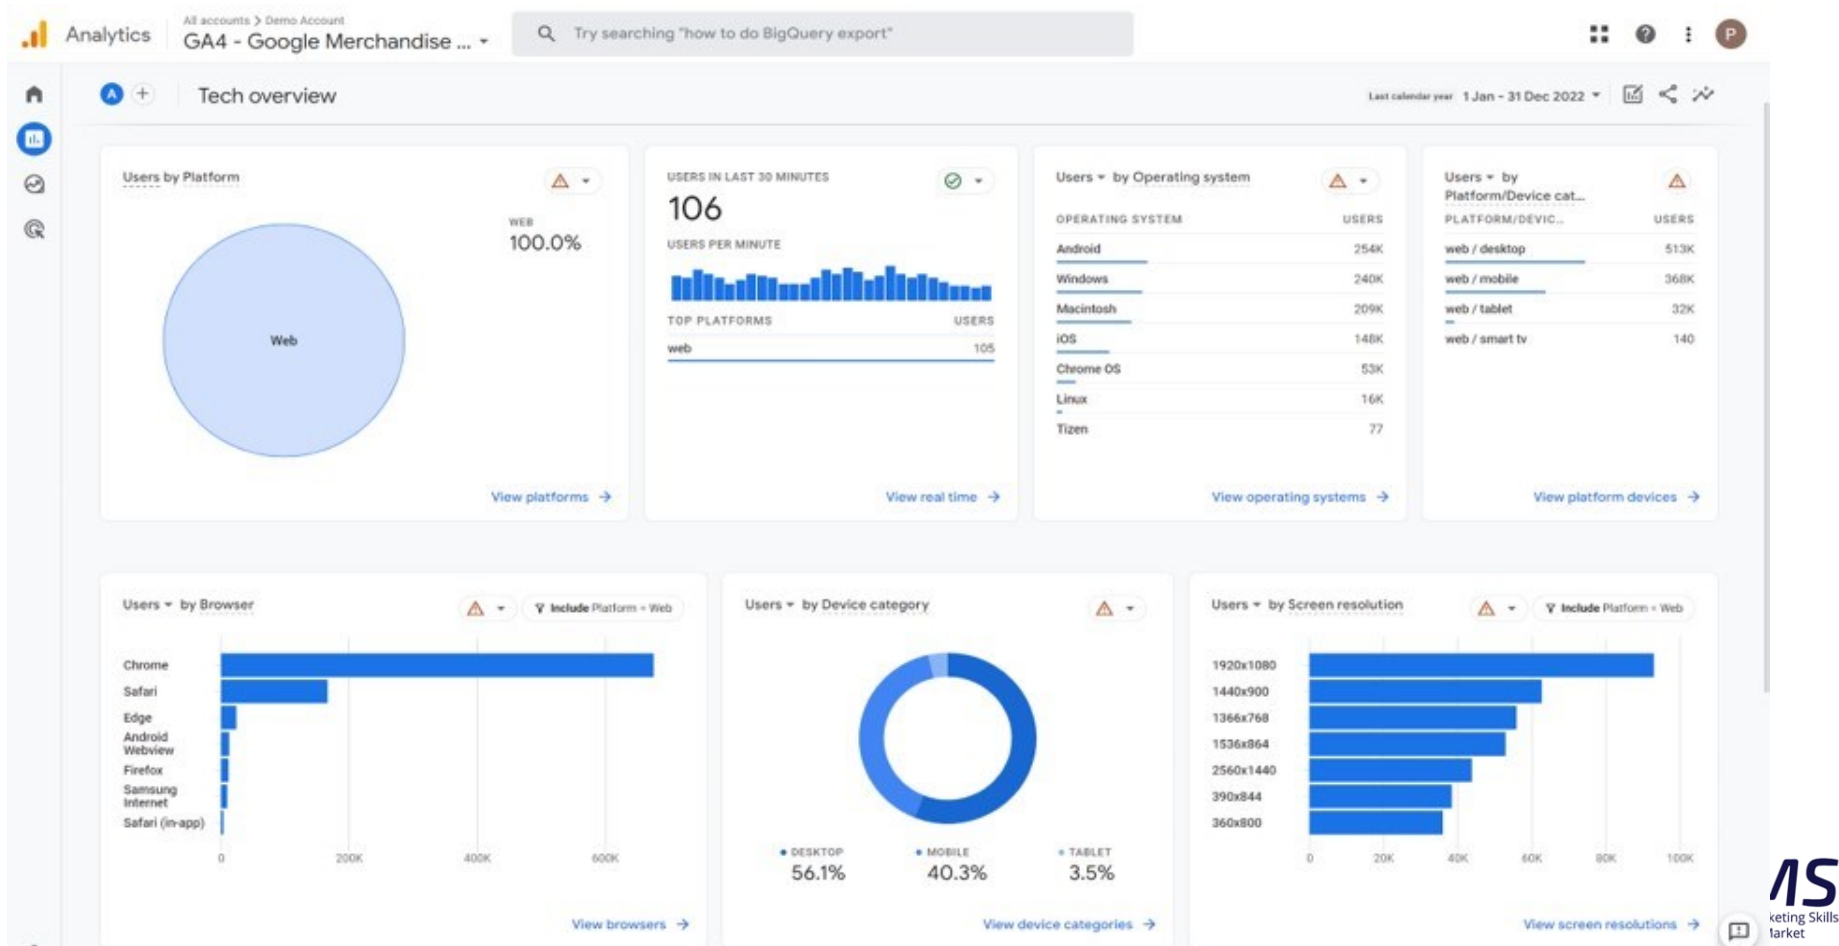 All accounts > Demo Account
Analytics
GA4 - Google Merchandise ...
Try searching "how to do BigQuery export"
P
A
Tech overview
Last calendar year 1 Jan - 31 Dec 2022
Users by Platform
WEB
100.0%
Web
View platforms
USERS IN LAST 30 MINUTES
106
USERS PER MINUTE
TOP PLATFORMS USERS
web 105
View real time
Users by Operating system
OPERATING SYSTEM USERS
Android 254K
Windows 240K
Macintosh 209K
iOS 148K
Chrome OS 53K
Linux 16K
Tizen 77
View operating systems
Users by
Platform/Device cat...
PLATFORM/DEVIC... USERS
web / desktop 513K
web / mobile 368K
web / tablet 32K
web / smart tv 140
View platform devices
Users by Browser
Include Platform = Web
Chrome
Safari
Edge
Android
Webview
Firefox
Samsung
Internet
Safari (in-app)
0 200K 400K 600K
View browsers
Users by Device category
DESKTOP MOBILE TABLET
56.1% 40.3% 3.5%
View device categories
Users by Screen resolution
Include Platform = Web
1920x1080
1440x900
1366x768
1536x864
2560x1440
390x844
360x800
0 20K 40K 60K 80K 100K
View screen resolutions
MS
keting Skills
Market